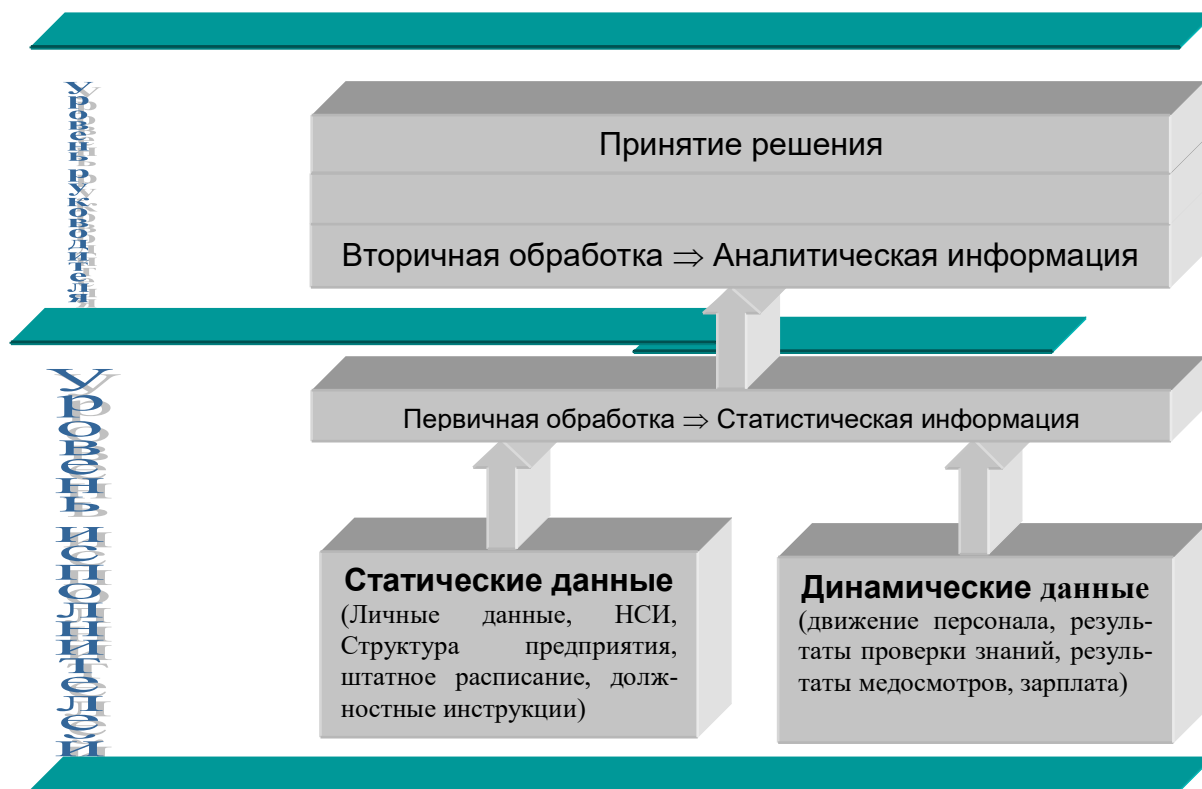 Уровень руководителя
Принятие решения
Вторичная обработка ⇒ Аналитическая информация
Уровень исполнителей
Первичная обработка ⇒ Статистическая информация
Статические данные
(Личные данные, НСИ,
Структура предприятия,
штатное расписание, долж-
ностные инструкции)
Динамические данные
(движение персонала, резуль-
таты проверки знаний, резуль-
таты медосмотров, зарплата)